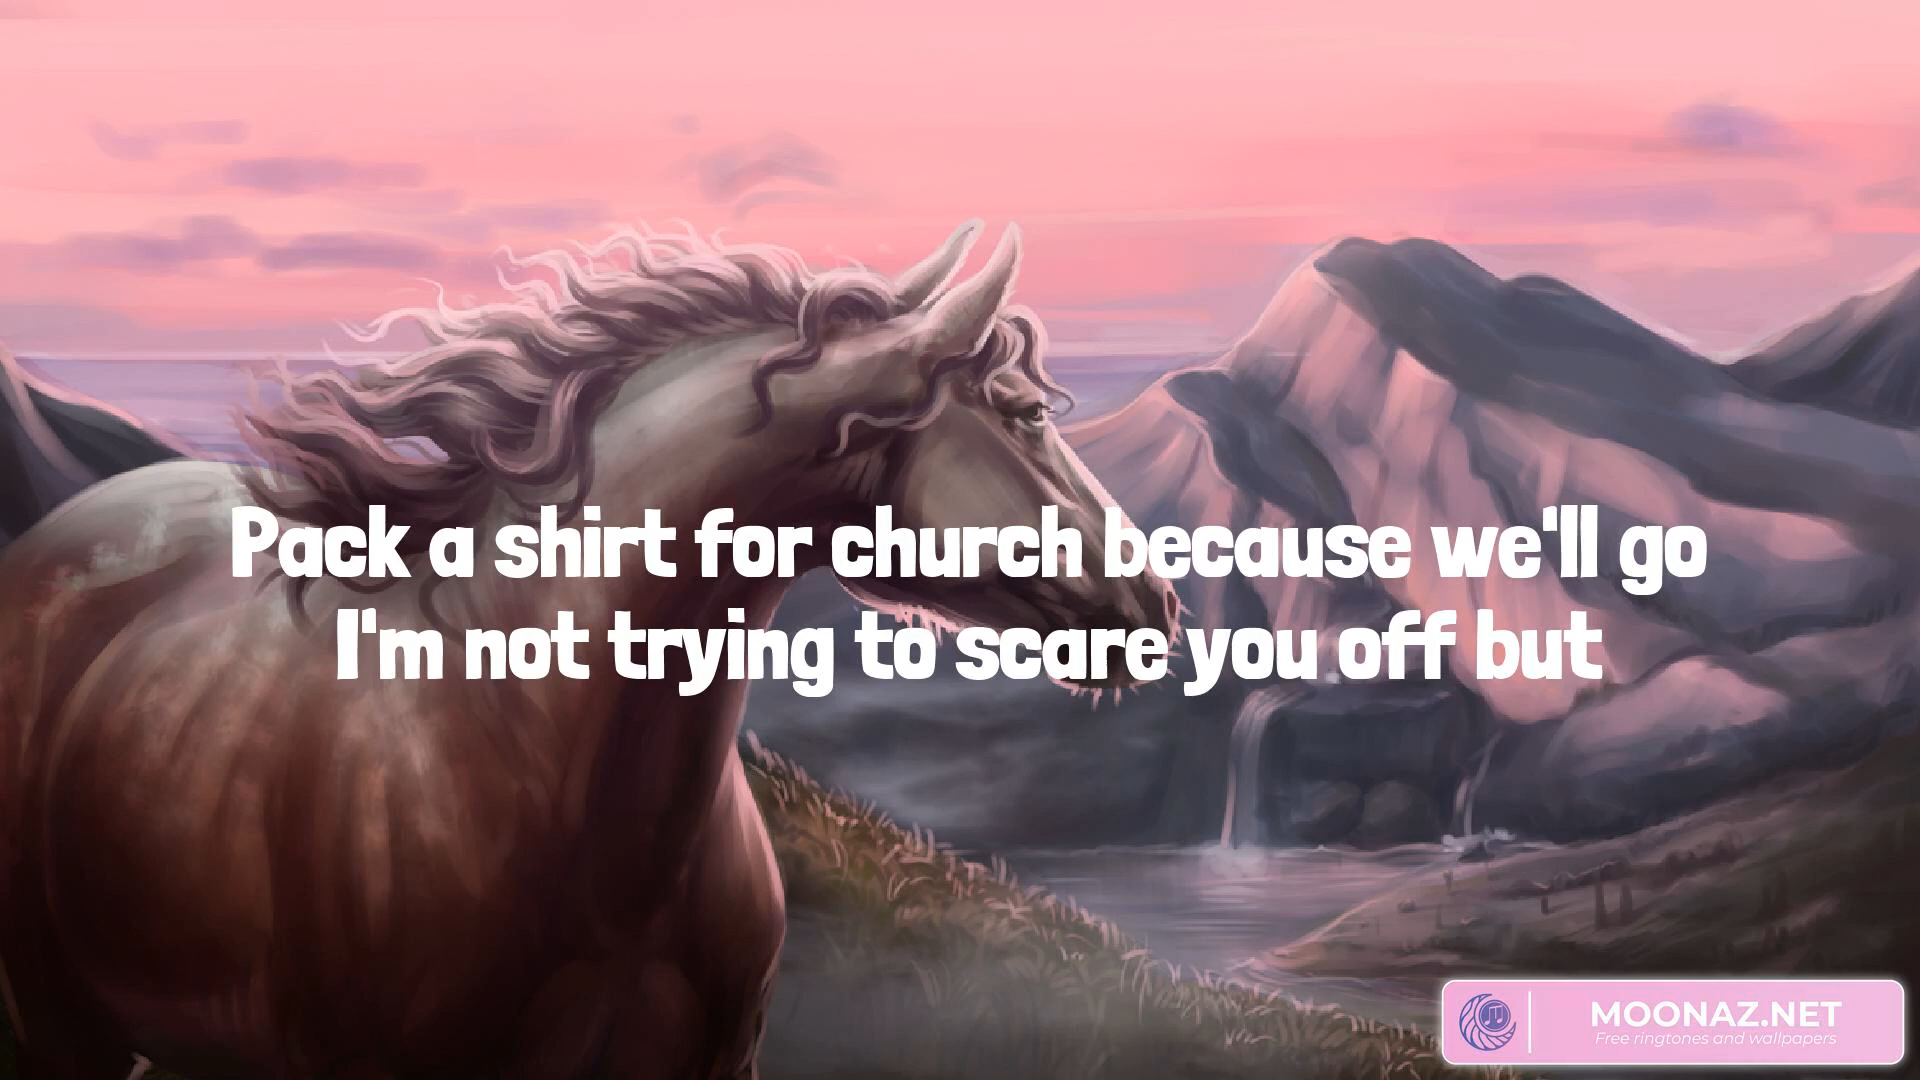 Pack a shirt for church because we'll go
I'm not trying to scare you off but
MOONAZ.NET
Free ringtones and wallpapers